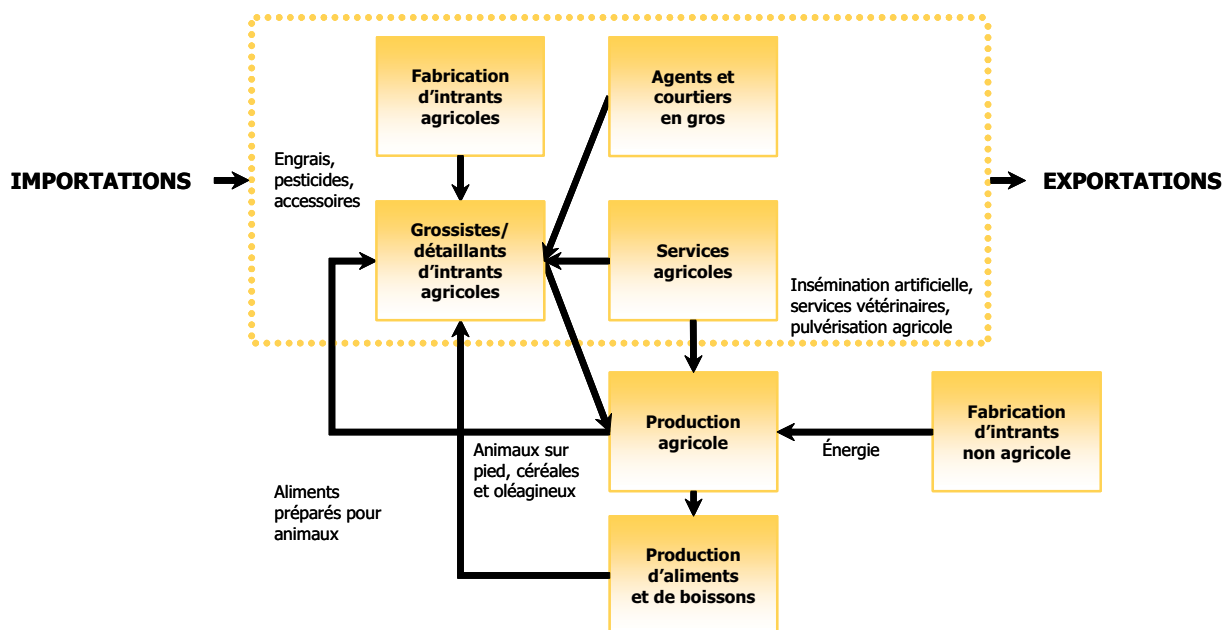 Fabrication
d’intrants
agricoles
Agents et
courtiers
en gros
Engrais,
pesticides,
accessoires
IMPORTATIONS
EXPORTATIONS
Grossistes/
détaillants
d’intrants
agricoles
Services
agricoles
Insémination artificielle,
services vétérinaires,
pulvérisation agricole
Production
agricole
Fabrication
d’intrants
non agricole
Énergie
Animaux sur
pied, céréales
et oléagineux
Aliments
préparés pour
animaux
Production
d’aliments
et de boissons